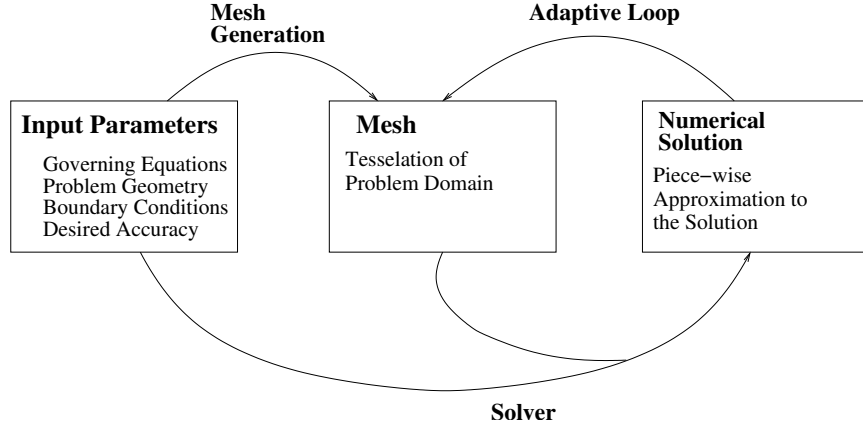 Mesh
Generation
Adaptive Loop
Input Parameters
Governing Equations
Problem Geometry
Boundary Conditions
Desired Accuracy
Mesh
Tesselation of
Problem Domain
Numerical
Solution
Piece−wise
Approximation to
the Solution
Solver